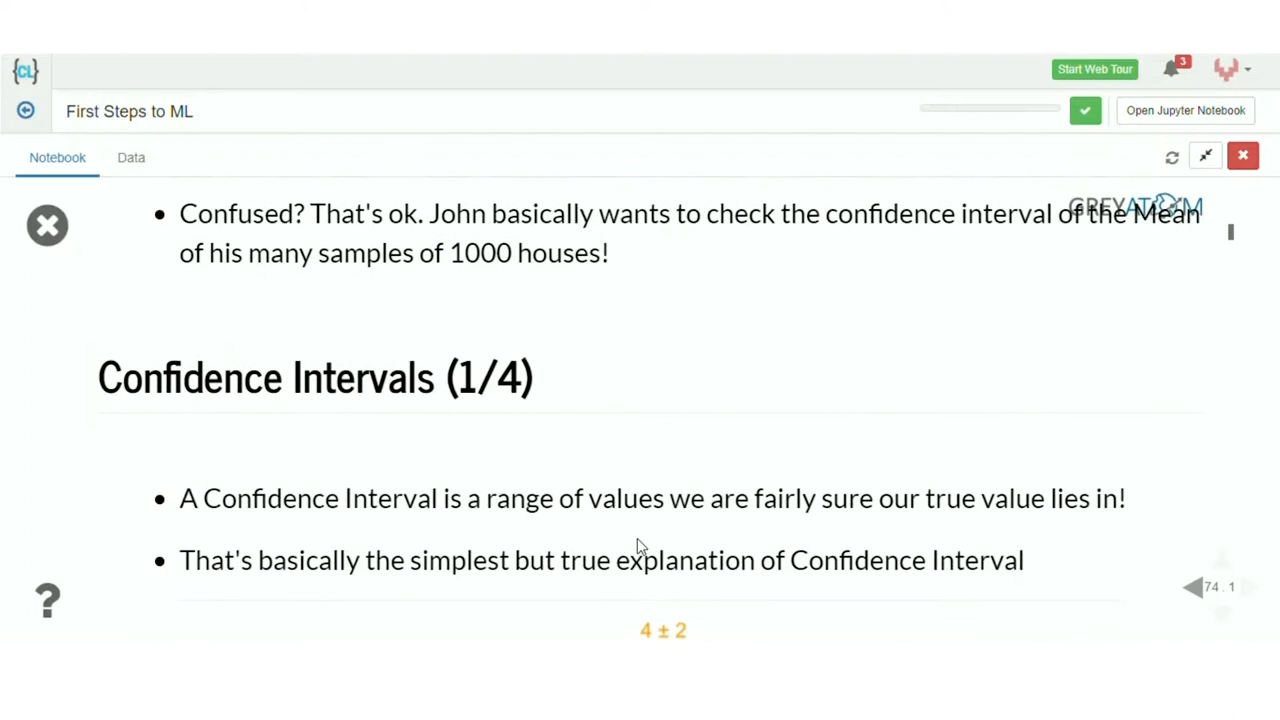 {CL}
Start Web Tour
3
First Steps to ML
Open Jupyter Notebook
Notebook
Data
GREYATOM
• Confused? That's ok. John basically wants to check the confidence interval of the Mean
of his many samples of 1000 houses!
Confidence Intervals (1/4)
• A Confidence Interval is a range of values we are fairly sure our true value lies in!
• That's basically the simplest but true explanation of Confidence Interval
?
74.1
4 ± 2